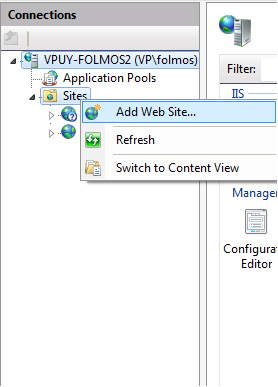 Connections
VPUY-FOLMOS2 (VP\folmos)
Application Pools
Sites
Add Web Site...
Refresh
Switch to Content View
Filter:
IIS
Configurat
Editor